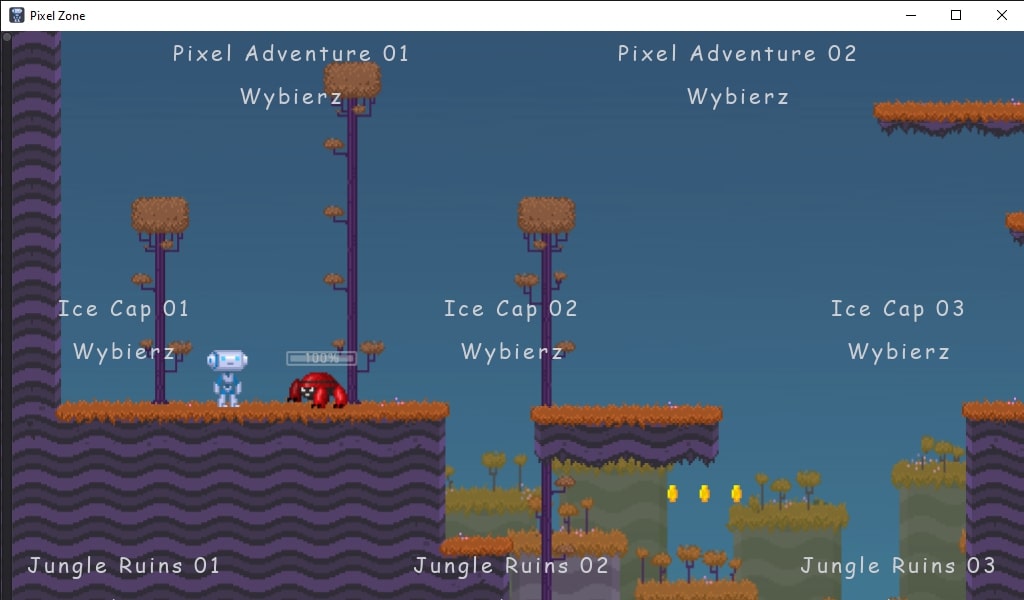 Pixel Zone
Pixel Adventure 01
Pixel Adventure 02
Wybierz
Wybierz
Ice Cap 01
Ice Cap 02
Ice Cap 03
Wybierz
Wybierz
Wybierz
100%
Jungle Ruins 01
Jungle Ruins 02
Jungle Ruins 03